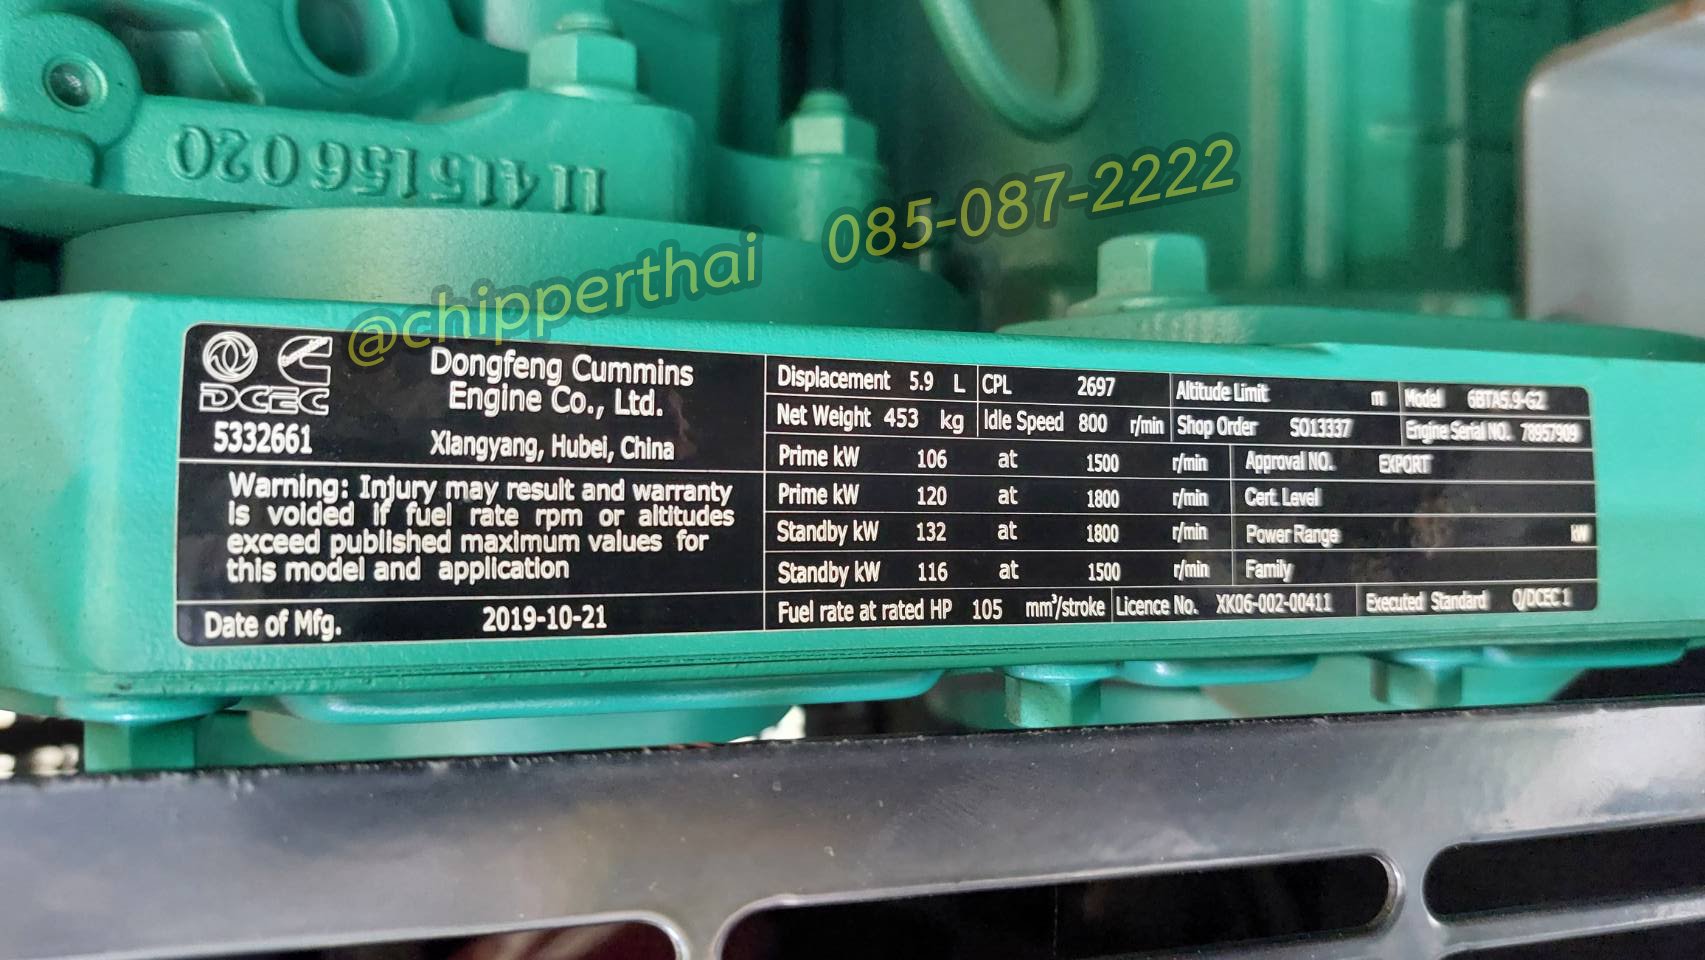 11 415 156 020
@chipperthai 085-087-2222
DCEC
5332661
Dongfeng Cummins
Engine Co., Ltd.
Xiangyang, Hubei, China
Warning: Injury may result and warranty
is voided if fuel rate rpm or altitudes
exceed published maximum values for
this model and application
Date of Mfg. 2019-10-21
Displacement 5.9 L CPL 2697 Altitude Limit m Model 6BTA5.9-G2
Net Weight 453 kg Idle Speed 800 r/min Shop Order SO13337 Engine Serial NO. 78957909
Prime kW 106 at 1500 r/min Approval NO. EXPORT
Prime kW 120 at 1800 r/min Cert. Level
Standby kW 132 at 1800 r/min Power Range kW
Standby kW 116 at 1500 r/min Family
Fuel rate at rated HP 105 mm³/stroke Licence No. XK06-002-00411 Executed Standard Q/DCEC 1